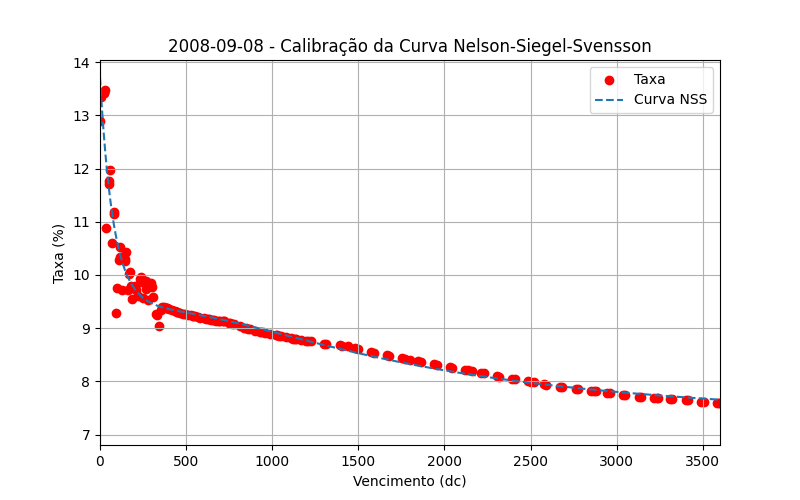 2008-09-08 - Calibração da Curva Nelson-Siegel-Svensson
Taxa
Curva NSS
Taxa (%)
14
13
12
11
10
9
8
7
0 500 1000 1500 2000 2500 3000 3500
Vencimento (dc)